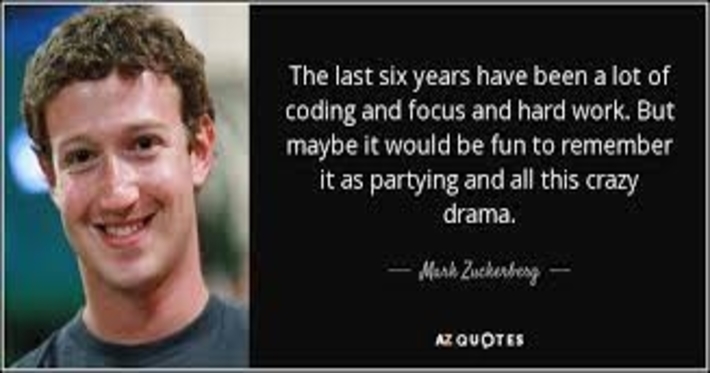 The last six years have been a lot of
coding and focus and hard work. But
maybe it would be fun to remember
it as partying and all this crazy
drama.
— Mark Zuckerberg —
AZ QUOTES